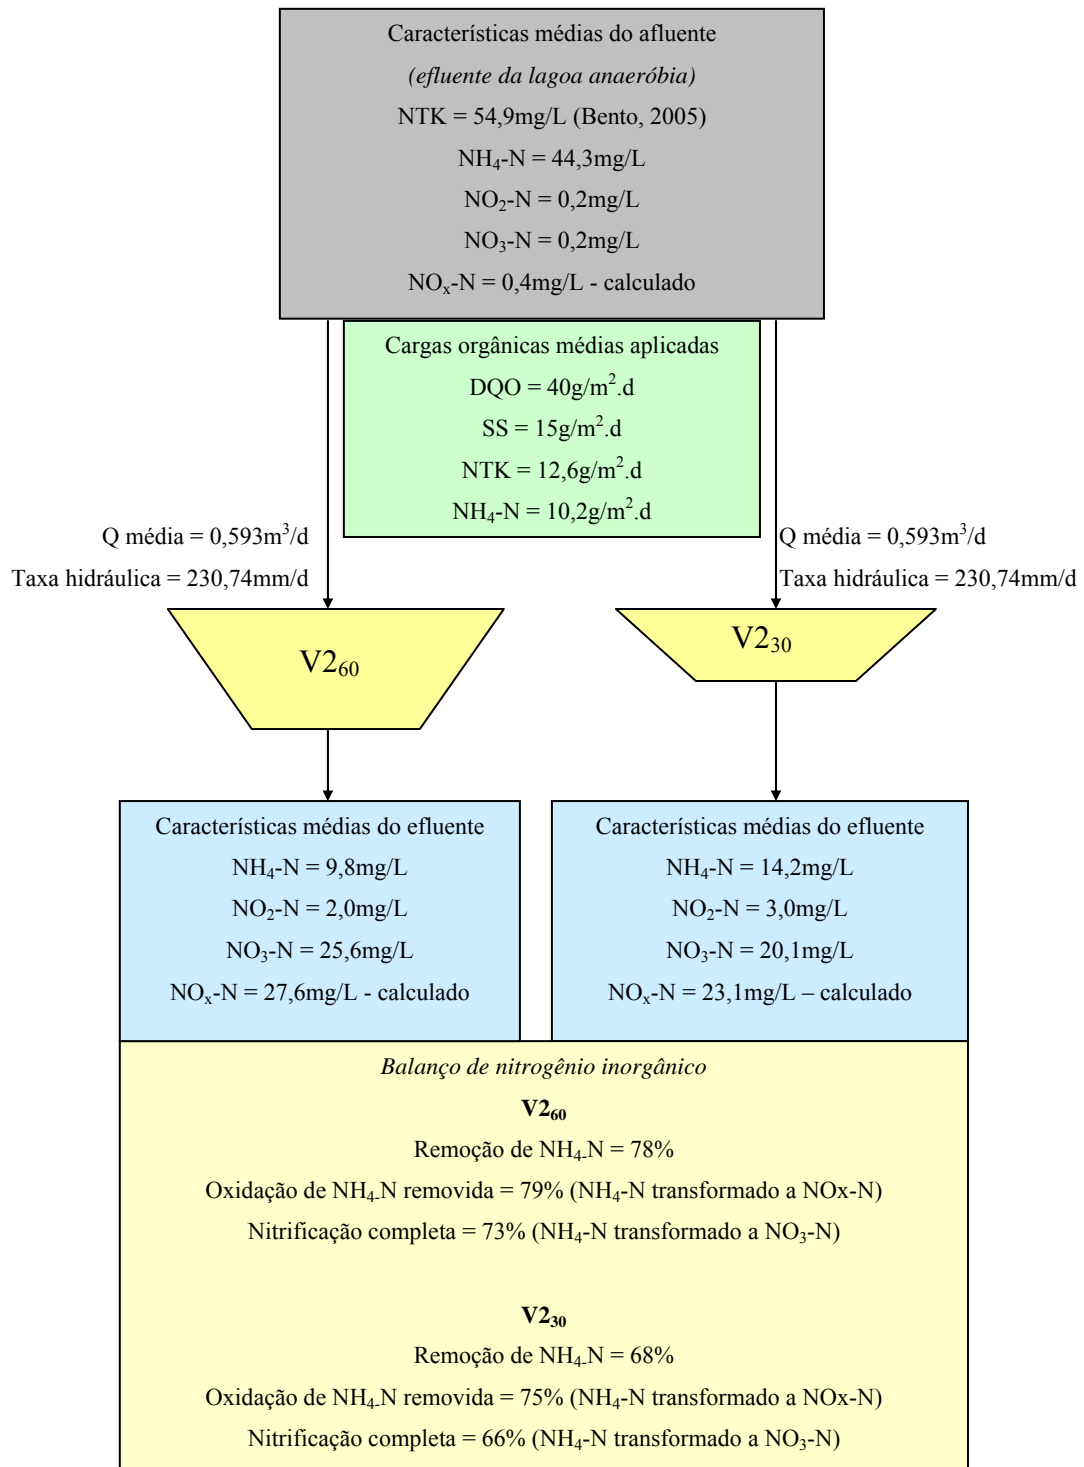 Características médias do afluente
(efluente da lagoa anaeróbia)
NTK = 54,9mg/L (Bento, 2005)
NH₄-N = 44,3mg/L
NO₂-N = 0,2mg/L
NO₃-N = 0,2mg/L
NOₓ-N = 0,4mg/L - calculado
Cargas orgânicas médias aplicadas
DQO = 40g/m².d
SS = 15g/m².d
NTK = 12,6g/m².d
NH₄-N = 10,2g/m².d
Q média = 0,593m³/d
Taxa hidráulica = 230,74mm/d
Q média = 0,593m³/d
Taxa hidráulica = 230,74mm/d
V2₆₀
V2₃₀
Características médias do efluente
NH₄-N = 9,8mg/L
NO₂-N = 2,0mg/L
NO₃-N = 25,6mg/L
NOₓ-N = 27,6mg/L - calculado
Características médias do efluente
NH₄-N = 14,2mg/L
NO₂-N = 3,0mg/L
NO₃-N = 20,1mg/L
NOₓ-N = 23,1mg/L – calculado
Balanço de nitrogênio inorgânico
V2₆₀
Remoção de NH₄₋N = 78%
Oxidação de NH₄₋N removida = 79% (NH₄-N transformado a NOx-N)
Nitrificação completa = 73% (NH₄-N transformado a NO₃-N)
V2₃₀
Remoção de NH₄₋N = 68%
Oxidação de NH₄₋N removida = 75% (NH₄-N transformado a NOx-N)
Nitrificação completa = 66% (NH₄-N transformado a NO₃-N)